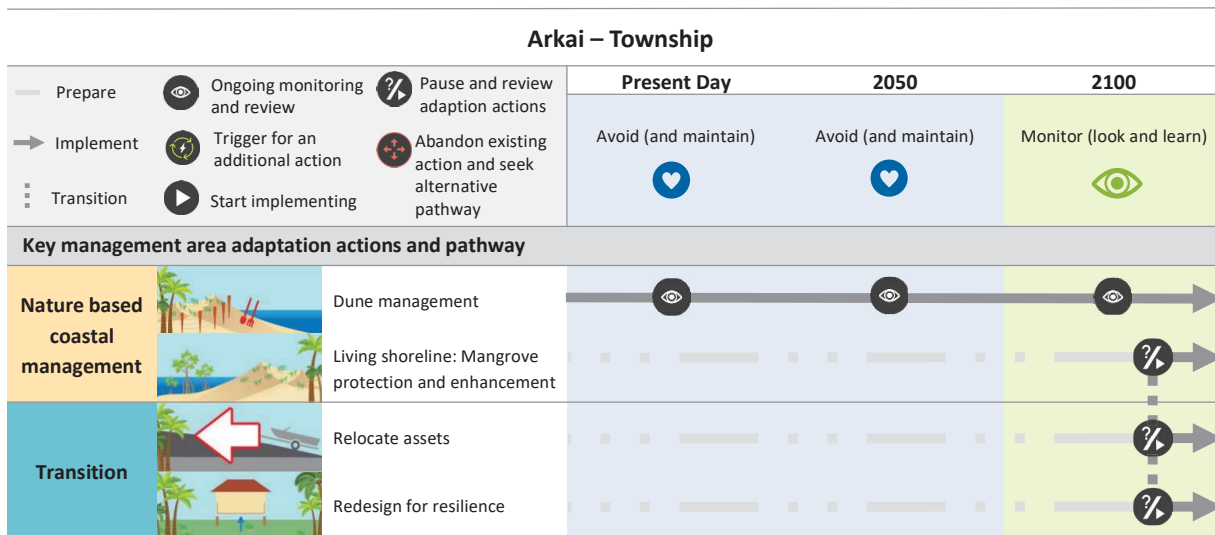 Arkai – Township
Prepare
Implement
Transition
Ongoing monitoring
and review
Trigger for an
additional action
Start implementing
Pause and review
adaption actions
Abandon existing
action and seek
alternative
pathway
Present Day
2050
2100
Avoid (and maintain)
Avoid (and maintain)
Monitor (look and learn)
Key management area adaptation actions and pathway
Nature based
coastal
management
Dune management
Living shoreline: Mangrove
protection and enhancement
Transition
Relocate assets
Redesign for resilience